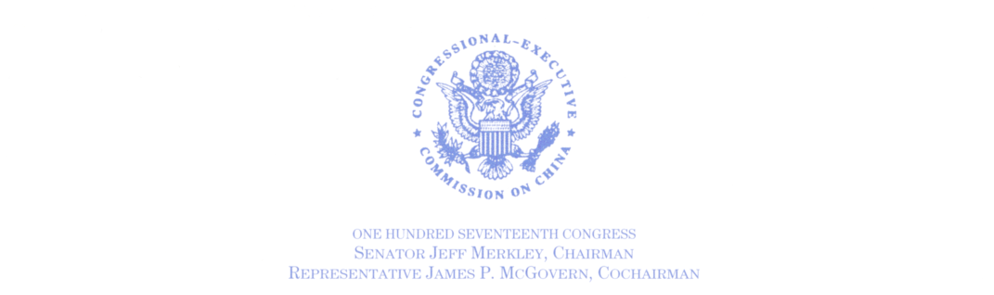 CONGRESSIONAL-EXECUTIVE
COMMISSION ON CHINA
ONE HUNDRED SEVENTEENTH CONGRESS
SENATOR JEFF MERKLEY, CHAIRMAN
REPRESENTATIVE JAMES P. MCGOVERN, COCHAIRMAN